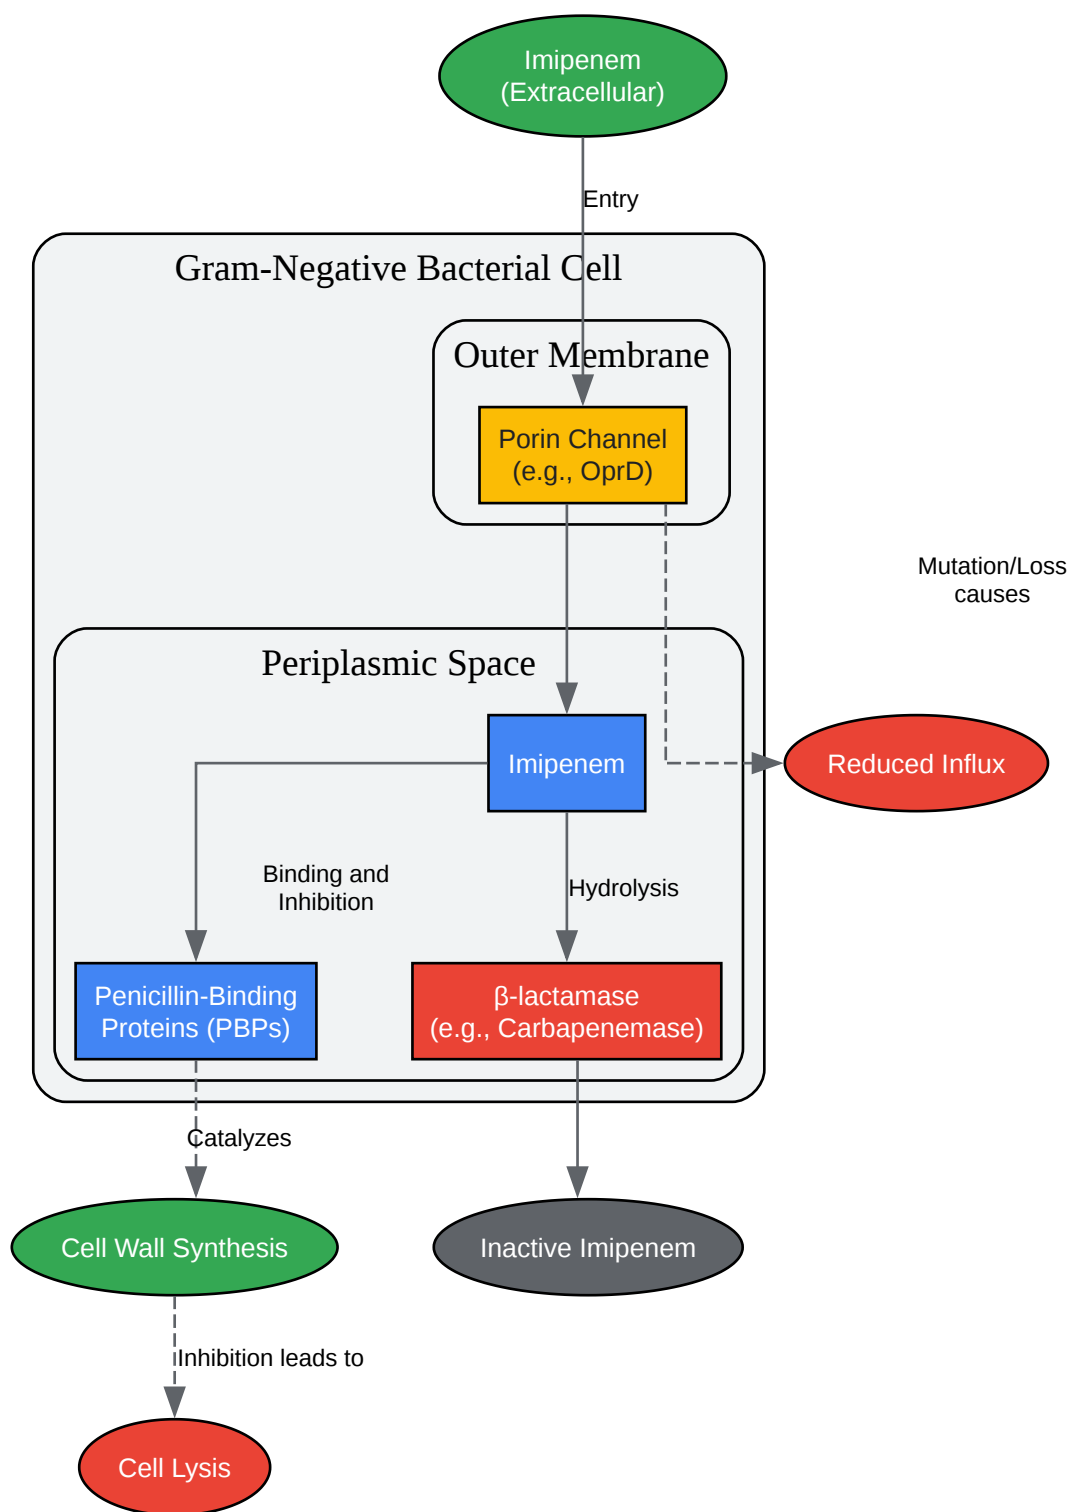 Imipenem
(Extracellular)
Entry
Gram-Negative Bacterial Cell
Outer Membrane
Porin Channel
(e.g., OprD)
Mutation/Loss
causes
Periplasmic Space
Imipenem
Reduced Influx
Binding and
Inhibition
Hydrolysis
Penicillin-Binding
Proteins (PBPs)
β-lactamase
(e.g., Carbapenemase)
Catalyzes
Cell Wall Synthesis
Inactive Imipenem
Inhibition leads to
Cell Lysis